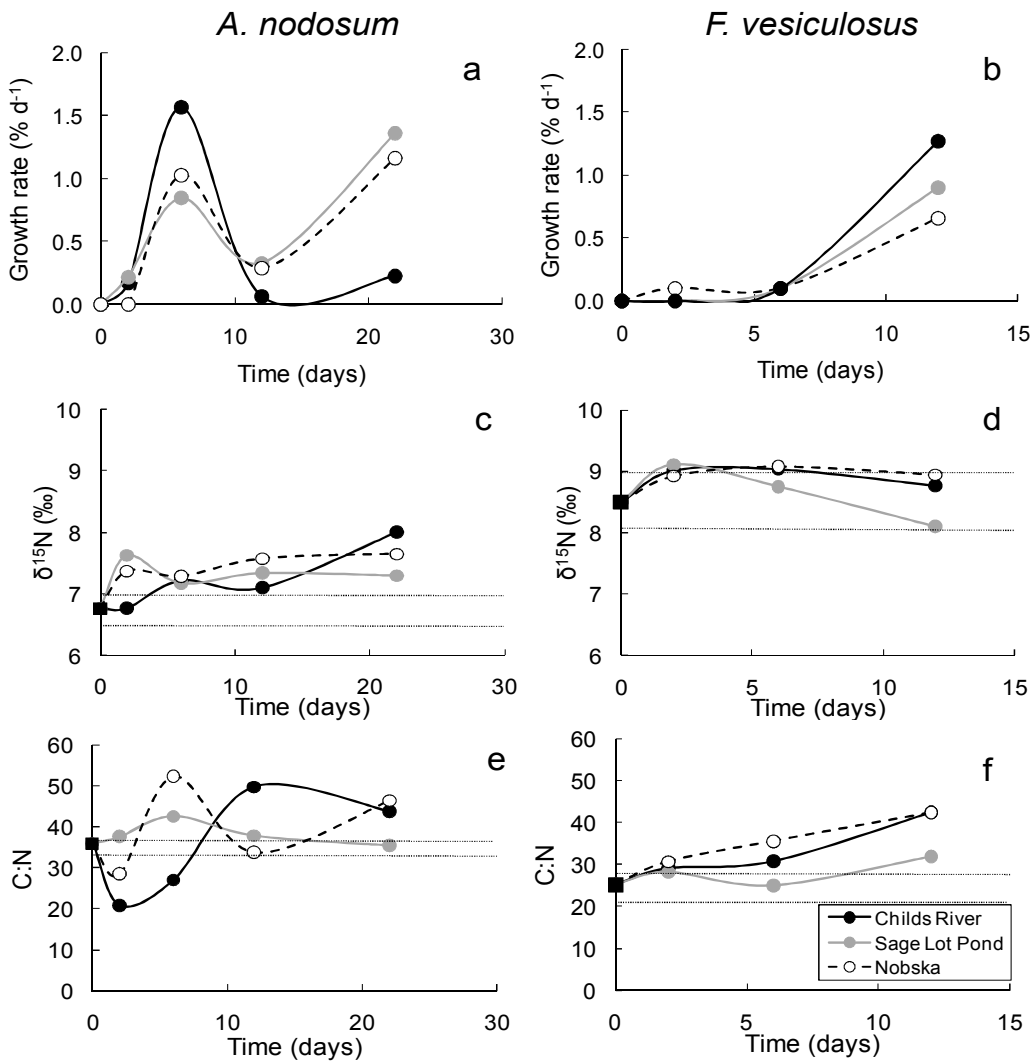 A. nodosum
F. vesiculosus
a
Growth rate (% d-1)
2.0
1.5
1.0
0.5
0.0
0 10 20 30
Time (days)
b
Growth rate (% d-1)
2.0
1.5
1.0
0.5
0.0
0 5 10 15
Time (days)
c
δ15N (‰)
10
9
8
7
6
0 10 20 30
Time (days)
d
δ15N (‰)
10
9
8
7
6
0 5 10 15
Time (days)
e
C:N
60
50
40
30
20
10
0
0 10 20 30
Time (days)
f
C:N
60
50
40
30
20
10
0
Childs River
Sage Lot Pond
Nobska
0 5 10 15
Time (days)